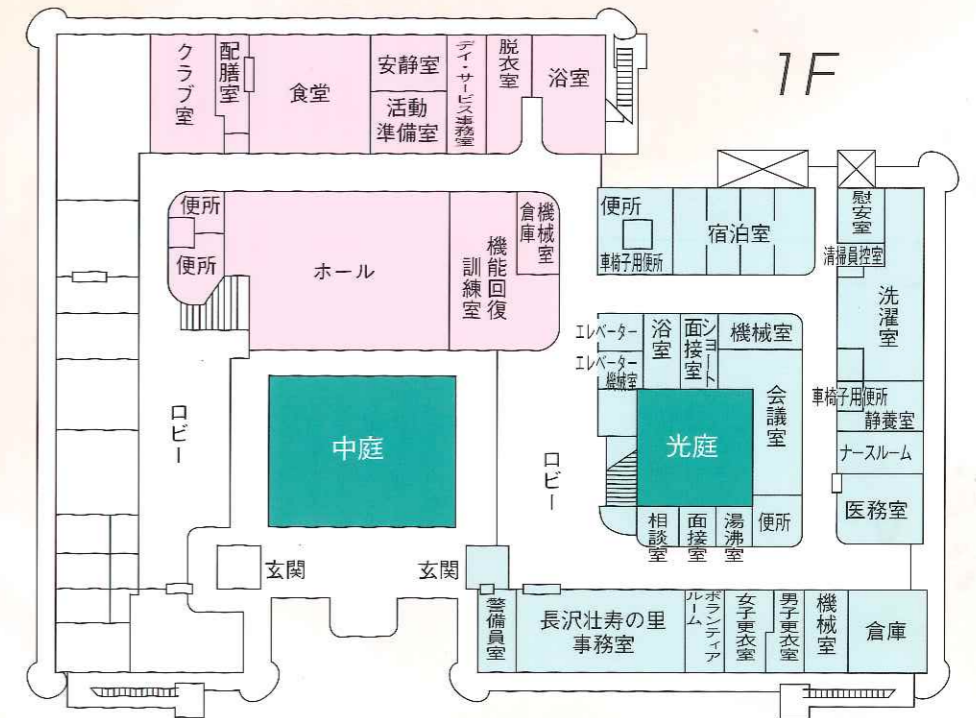 1F
クラブ室
配膳室
食堂
安静室
活動
準備室
デイ・サービス事務室
脱衣室
浴室
便所
便所
ホール
機能回復
訓練室
機械室
倉庫
便所
車椅子用便所
宿泊室
慰安室
清掃員控室
洗濯室
エレベーター
エレベーター
機械室
浴室
ショート
面接室
機械室
会議室
車椅子用便所
静養室
ナースルーム
医務室
ロビー
中庭
ロビー
光庭
相談室
面接室
湯沸室
便所
玄関
玄関
警備員室
長沢壮寿の里
事務室
ボランティア
ルーム
女子更衣室
男子更衣室
機械室
倉庫